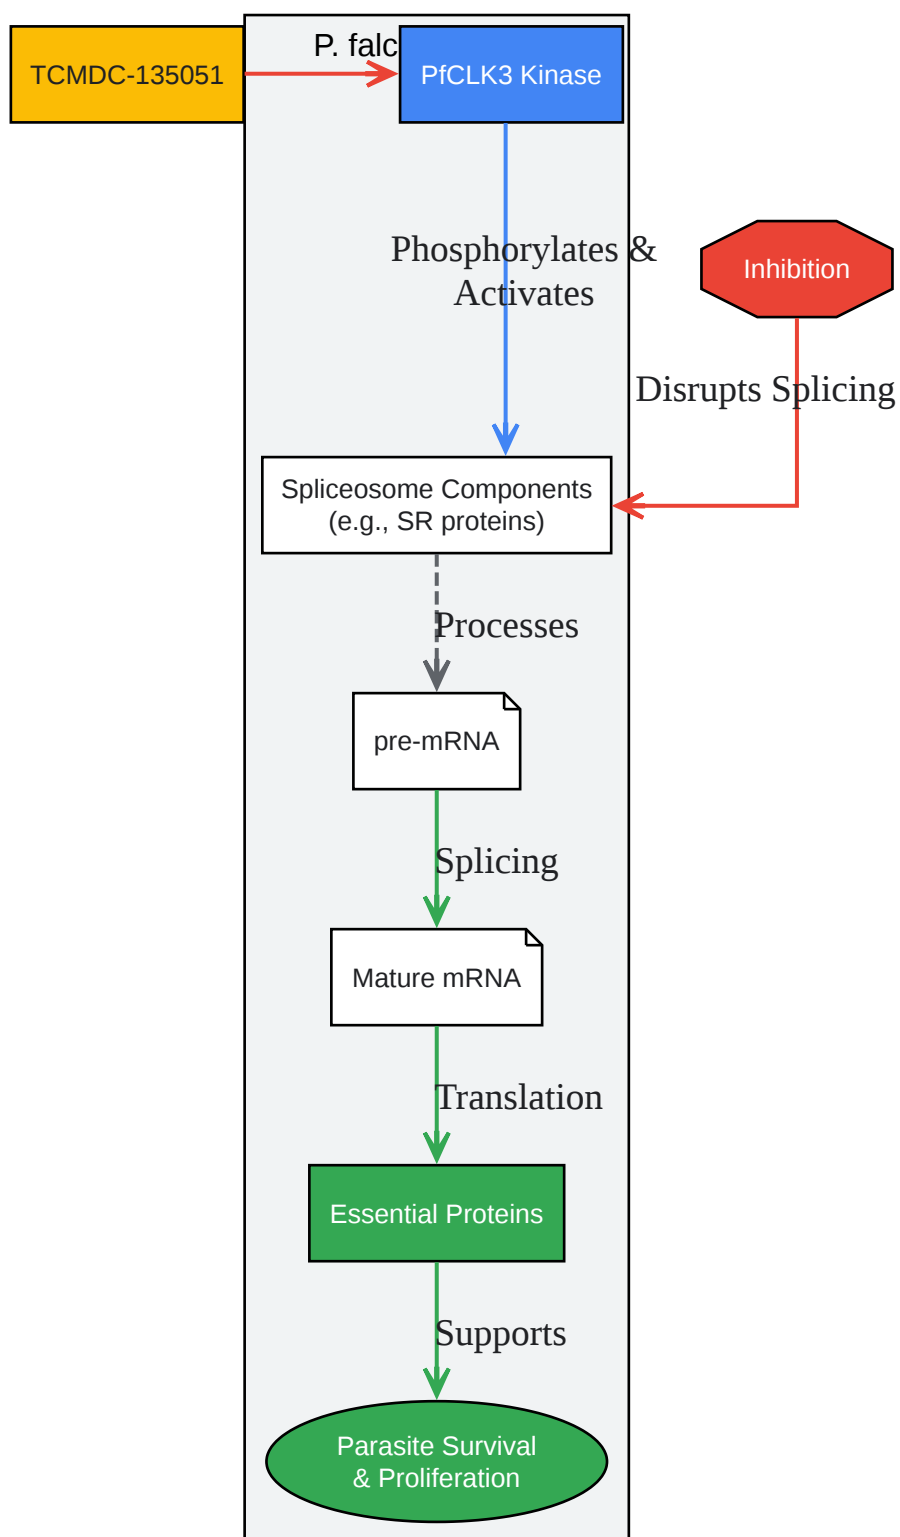 P. falc
TCMDC-135051
PfCLK3 Kinase
Phosphorylates &
Activates
Inhibition
Disrupts Splicing
Spliceosome Components
(e.g., SR proteins)
Processes
pre-mRNA
Splicing
Mature mRNA
Translation
Essential Proteins
Supports
Parasite Survival
& Proliferation